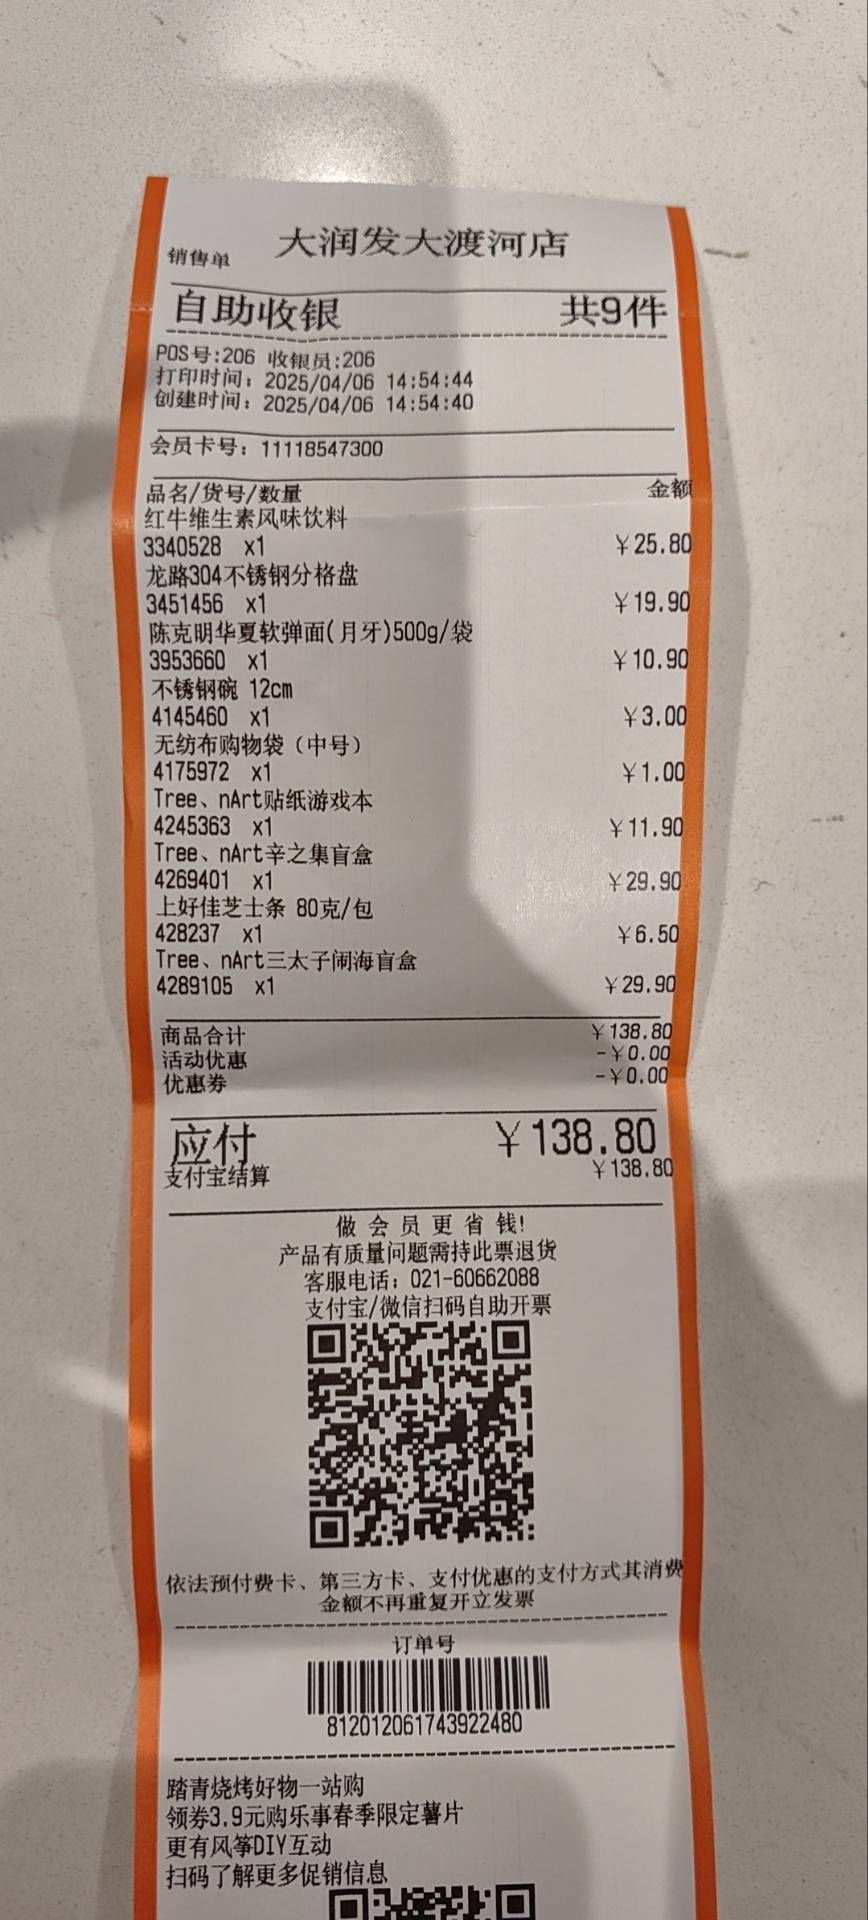 大润发大渡河店
销售单
自助收银 共9件
POS号:206 收银员:206
打印时间：2025/04/06 14:54:44
创建时间：2025/04/06 14:54:40
会员卡号：11118547300
品名/货号/数量 金额
红牛维生素风味饮料
3340528 x1 ￥25.80
龙路304不锈钢分格盘
3451456 x1 ￥19.90
陈克明华夏软弹面(月牙)500g/袋
3953660 x1 ￥10.90
不锈钢碗 12cm
4145460 x1 ￥3.00
无纺布购物袋（中号）
4175972 x1 ￥1.00
Tree、nArt贴纸游戏本
4245363 x1 ￥11.90
Tree、nArt辛之集盲盒
4269401 x1 ￥29.90
上好佳芝士条 80克/包
428237 x1 ￥6.50
Tree、nArt三太子闹海盲盒
4289105 x1 ￥29.90
商品合计 ￥138.80
活动优惠 -￥0.00
优惠券 -￥0.00
应付 ￥138.80
支付宝结算 ￥138.80
做会员更省钱!
产品有质量问题需持此票退货
客服电话：021-60662088
支付宝/微信扫码自助开票
依法预付费卡、第三方卡、支付优惠的支付方式其消费
金额不再重复开立发票
订单号
812012061743922480
踏青烧烤好物一站购
领券3.9元购乐事春季限定薯片
更有风筝DIY互动
扫码了解更多促销信息